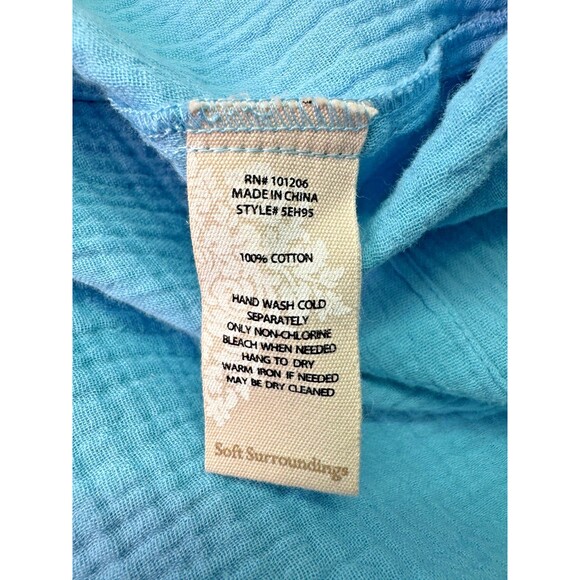 RN# 101206
MADE IN CHINA
STYLE# 5EH95
100% COTTON
HAND WASH COLD
SEPARATELY
ONLY NON-CHLORINE
BLEACH WHEN NEEDED
HANG TO DRY
WARM IRON IF NEEDED
MAY BE DRY CLEANED
Soft Surroundings